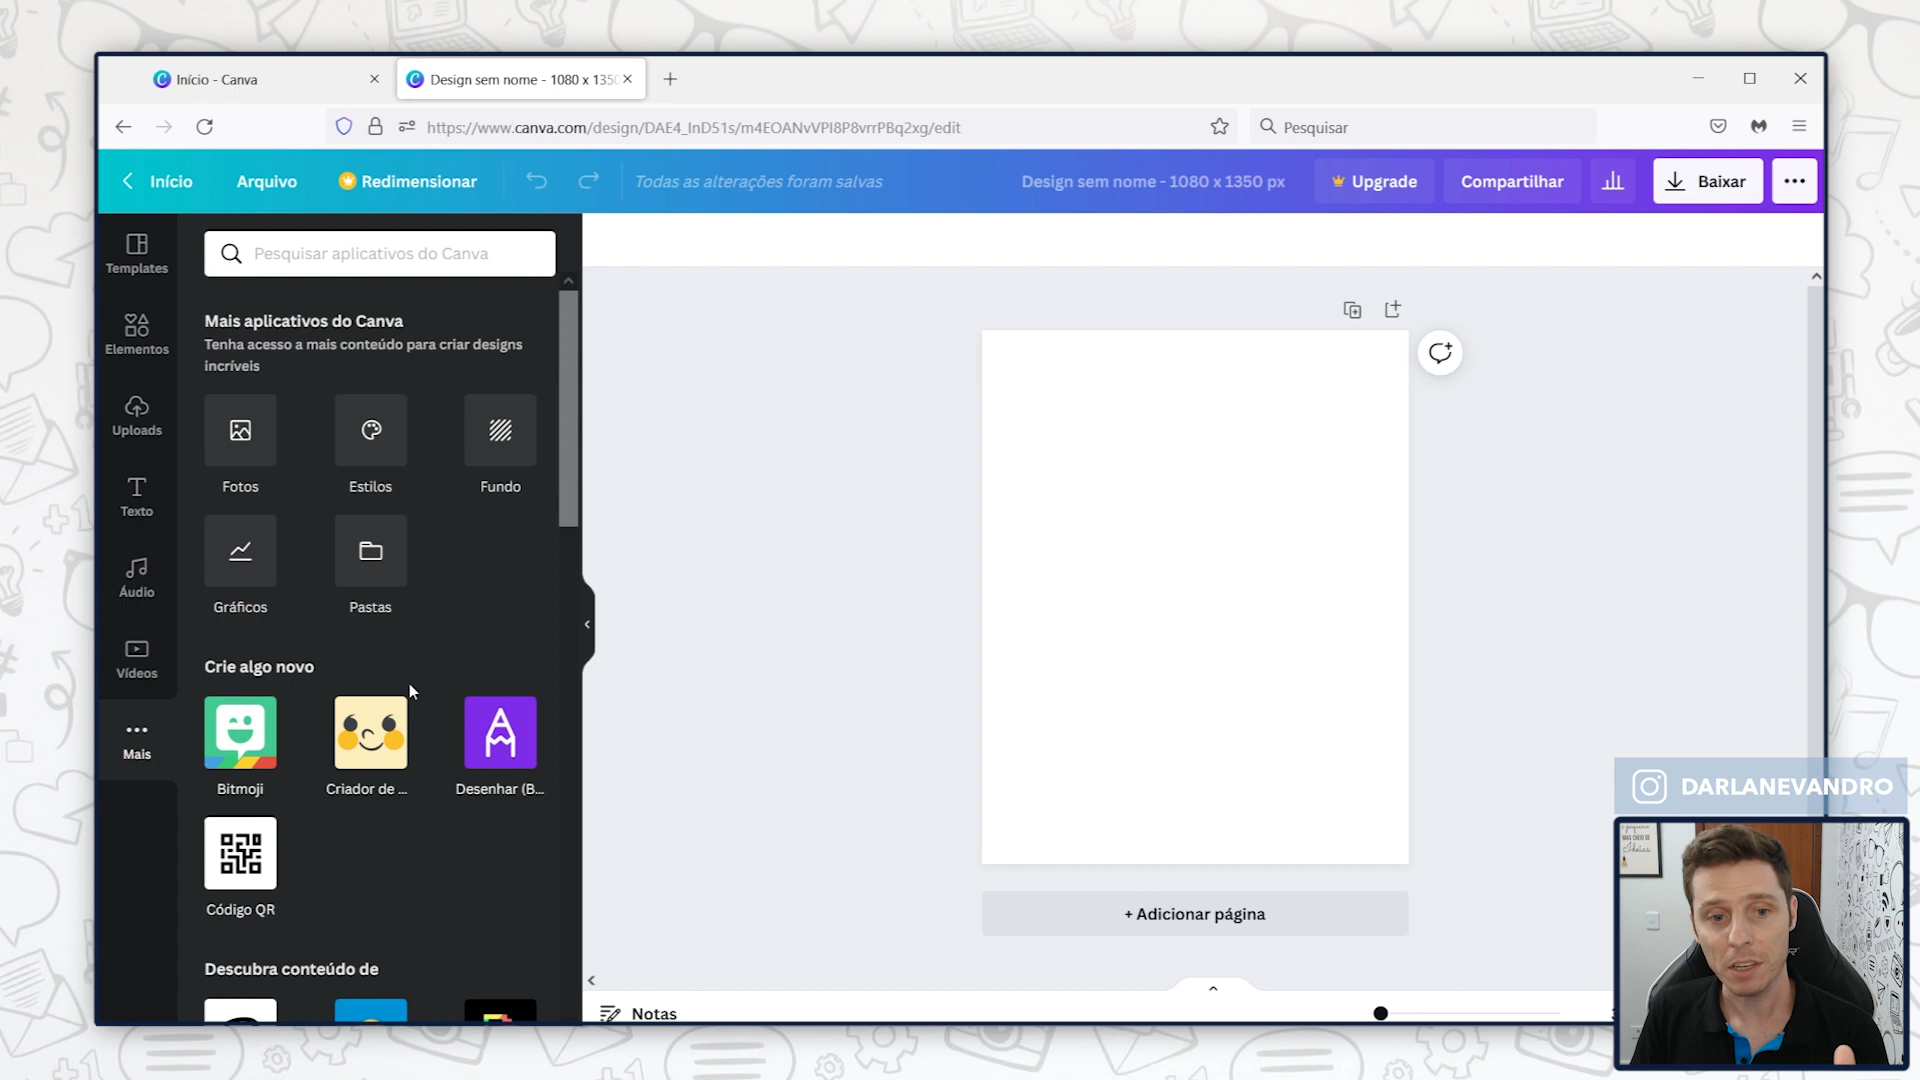 Início - Canva
Design sem nome - 1080 x 135
https://www.canva.com/design/DAE4_InD51s/m4EOANvVPI8P8vrrPBq2xg/edit
Pesquisar
Início
Arquivo
Redimensionar
Todas as alterações foram salvas
Design sem nome - 1080 x 1350 px
Upgrade
Compartilhar
Baixar
Templates
Elementos
Uploads
Texto
Áudio
Vídeos
Mais
Pesquisar aplicativos do Canva
Mais aplicativos do Canva
Tenha acesso a mais conteúdo para criar designs
incríveis
Fotos
Estilos
Fundo
Gráficos
Pastas
Crie algo novo
Bitmoji
Criador de ...
Desenhar (B...
Código QR
Descubra conteúdo de
+ Adicionar página
Notas
DARLANEVANDRO
Ideias